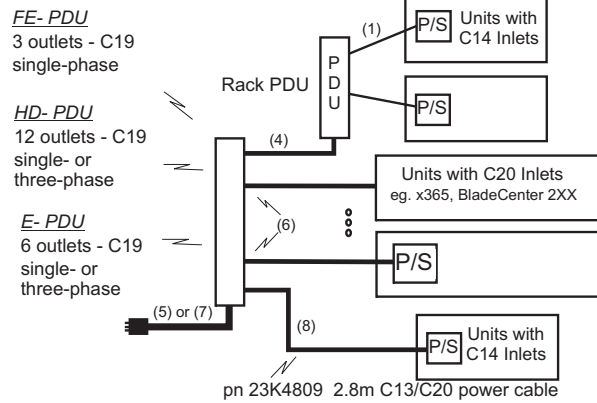 FE- PDU
3 outlets - C19
single-phase
HD- PDU
12 outlets - C19
single- or
three-phase
E- PDU
6 outlets - C19
single- or
three-phase
(5) or (7)
Rack PDU
P
D
U
(1)
(4)
(6)
(8)
P/S
Units with
C14 Inlets
P/S
Units with C20 Inlets
eg. x365, BladeCenter 2XX
P/S
P/S
Units with
C14 Inlets
pn 23K4809 2.8m C13/C20 power cable